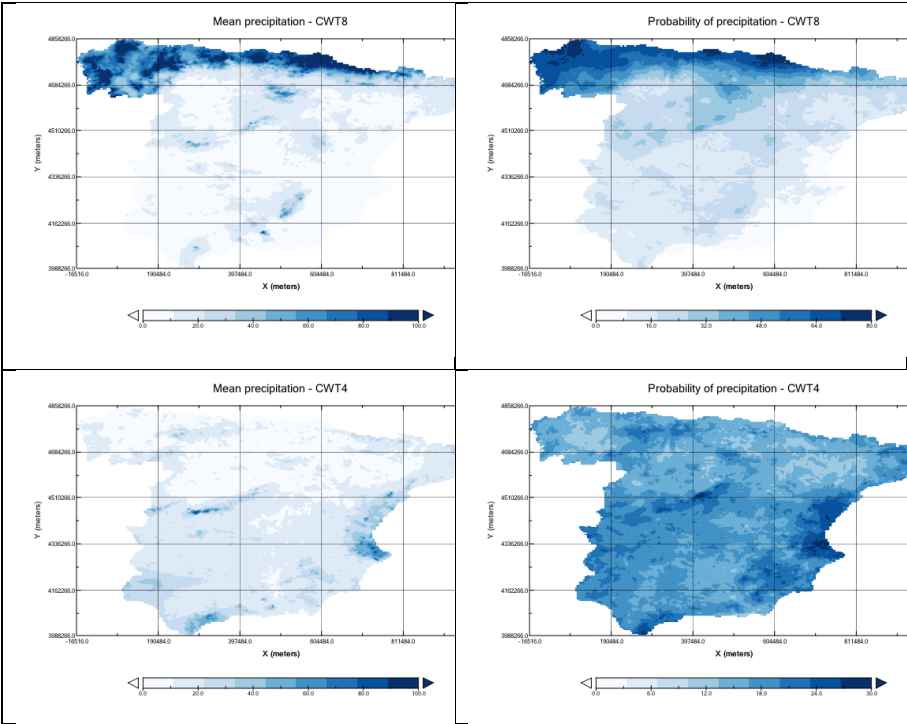 Mean precipitation - CWT8
4858266.0
4684266.0
4510266.0
4336266.0
4162266.0
3988266.0
Y (meters)
-16516.0 190484.0 397484.0 604484.0 811484.0
X (meters)
0.0 20.0 40.0 60.0 80.0 100.0
Probability of precipitation - CWT8
4858266.0
4684266.0
4510266.0
4336266.0
4162266.0
3988266.0
Y (meters)
-16516.0 190484.0 397484.0 604484.0 811484.0
X (meters)
0.0 16.0 32.0 48.0 64.0 80.0
Mean precipitation - CWT4
4858266.0
4684266.0
4510266.0
4336266.0
4162266.0
3988266.0
Y (meters)
-16516.0 190484.0 397484.0 604484.0 811484.0
X (meters)
0.0 20.0 40.0 60.0 80.0 100.0
Probability of precipitation - CWT4
4858266.0
4684266.0
4510266.0
4336266.0
4162266.0
3988266.0
Y (meters)
-16516.0 190484.0 397484.0 604484.0 811484.0
X (meters)
0.0 6.0 12.0 18.0 24.0 30.0